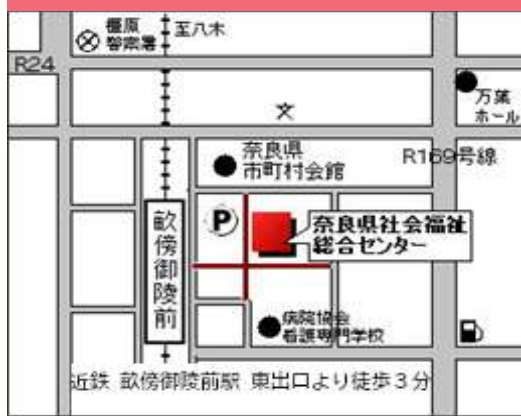 橿原
警察署
至八木
R24
万葉
ホール
奈良県
市町村会館
R169号線
P
畝傍御陵前
奈良県社会福祉
総合センター
病院協会
看護専門学校
近鉄 畝傍御陵前駅 東出口より徒歩3分